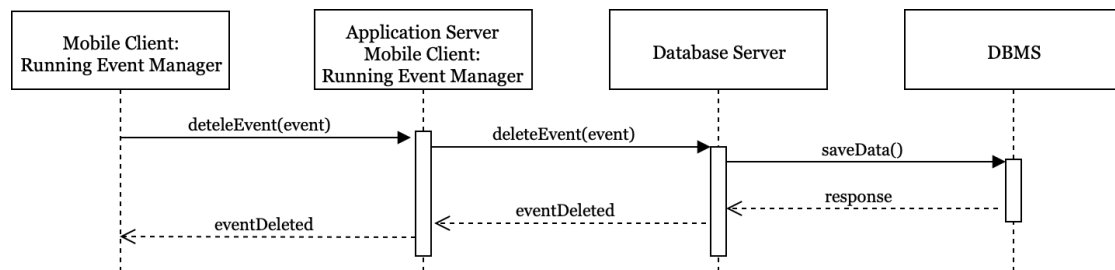 Mobile Client:
Running Event Manager
Application Server
Mobile Client:
Running Event Manager
Database Server
DBMS
deteleEvent(event)
deleteEvent(event)
saveData()
response
eventDeleted
eventDeleted